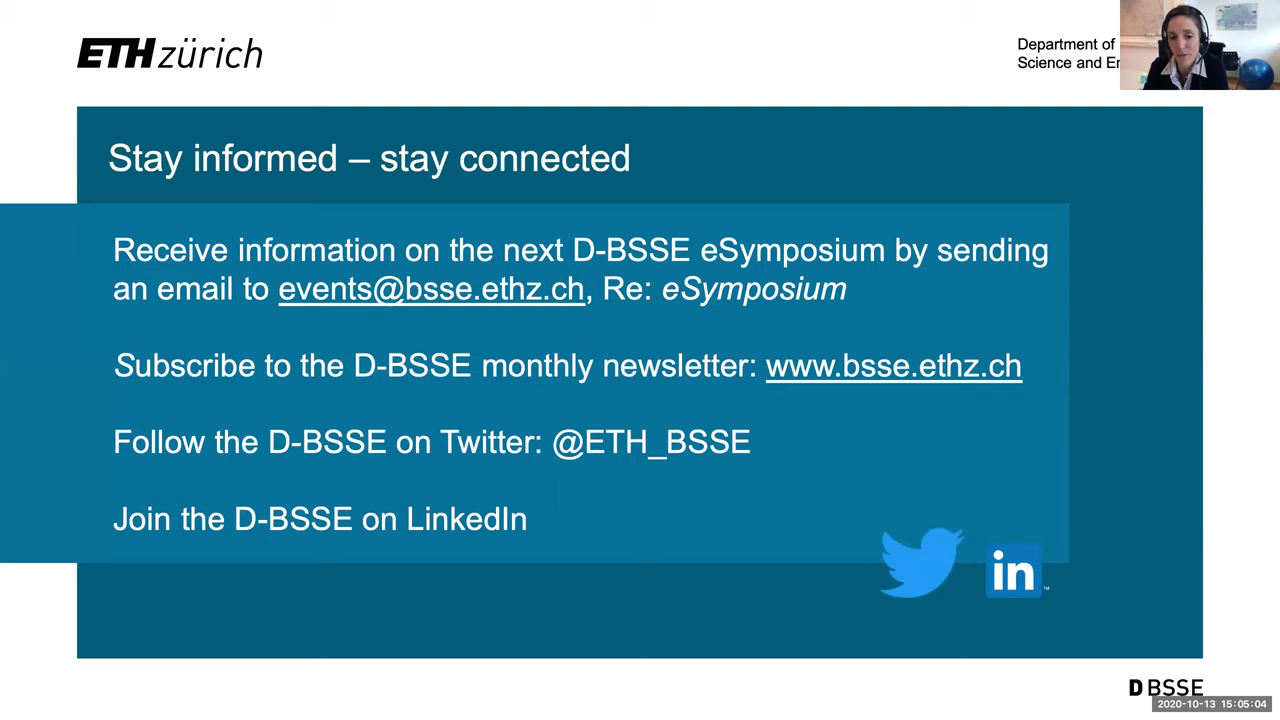 ETH zürich
Department of
Science and
Stay informed – stay connected
Receive information on the next D-BSSE eSymposium by sending
an email to events@bsse.ethz.ch, Re: eSymposium
Subscribe to the D-BSSE monthly newsletter: www.bsse.ethz.ch
Follow the D-BSSE on Twitter: @ETH_BSSE
Join the D-BSSE on LinkedIn
in
D BSSE
2020-10-13 15:05:04